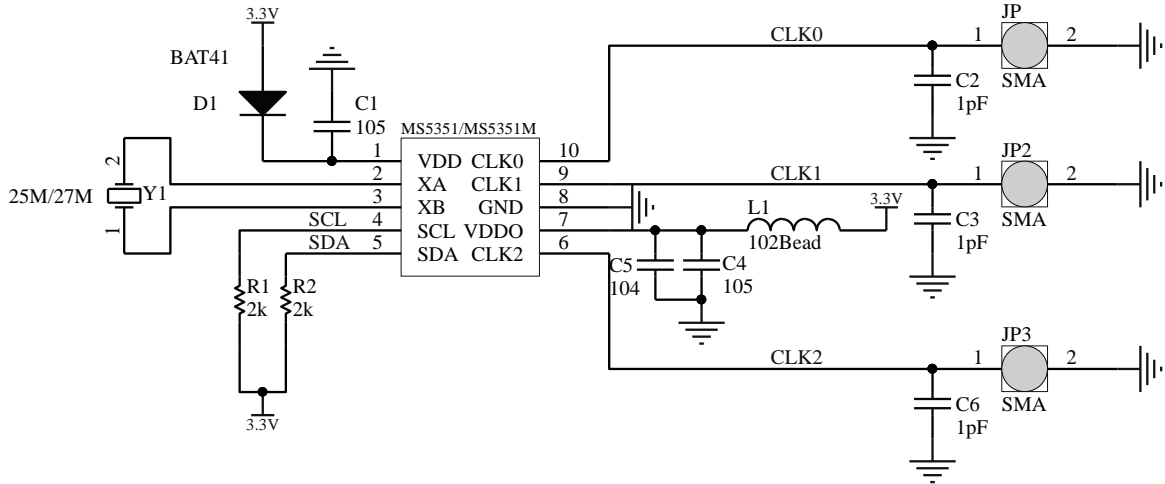 3.3V
BAT41
D1
C1
105
MS5351/MS5351M
1 VDD CLK0 10
2 XA CLK1 9
3 XB GND 8
4 SCL VDDO 7
5 SDA CLK2 6
SCL
SDA
2
25M/27M
Y1
1
R1
2k
R2
2k
3.3V
CLK0
1
JP
2
SMA
C2
1pF
CLK1
1
JP2
2
SMA
C3
1pF
L1
102Bead
3.3V
C5
104
C4
105
CLK2
1
JP3
2
SMA
C6
1pF